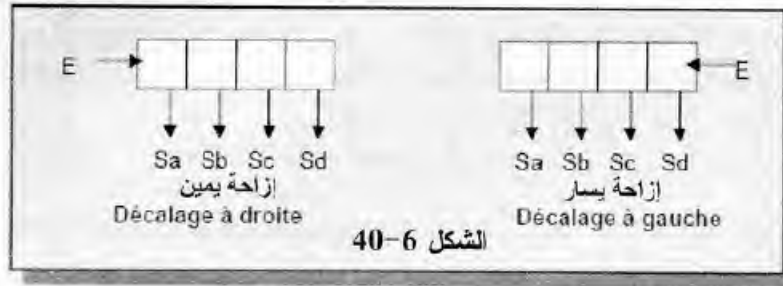 E
E
Sa Sb Sc Sd
Sa Sb Sc Sd
إزاحة يمين
إزاحة يسار
Décalage à droite
Décalage à gauche
الشكل 6-40